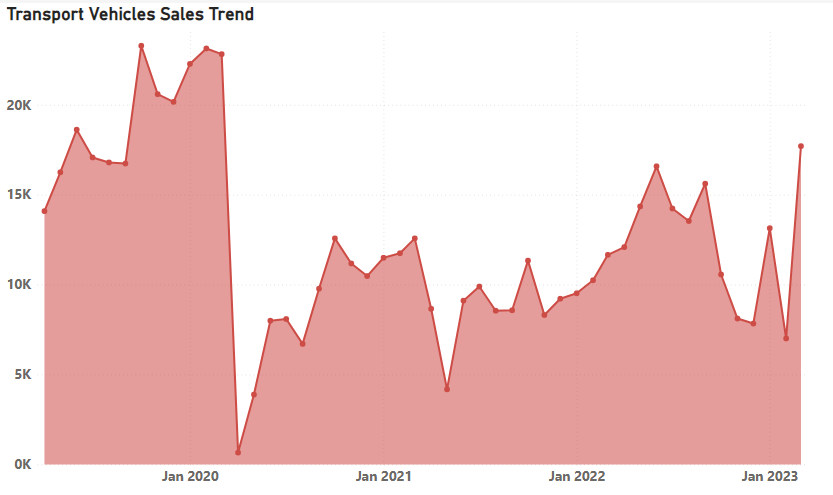 Transport Vehicles Sales Trend
20K
15K
10K
5K
0K
Jan 2020 Jan 2021 Jan 2022 Jan 2023